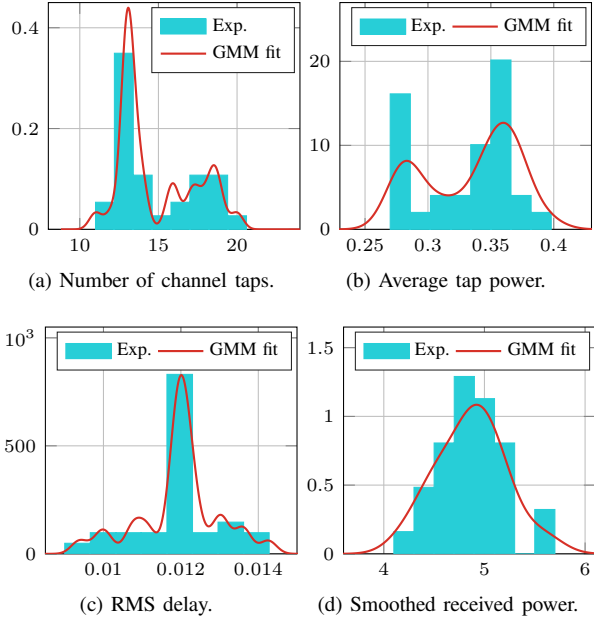 Exp.
GMM fit
0.4
0.2
0
10 15 20
(a) Number of channel taps.
Exp. GMM fit
20
10
0
0.25 0.3 0.35 0.4
(b) Average tap power.
Exp. GMM fit
10³
500
0
0.01 0.012 0.014
(c) RMS delay.
Exp. GMM fit
1.5
1
0.5
0
4 5 6
(d) Smoothed received power.